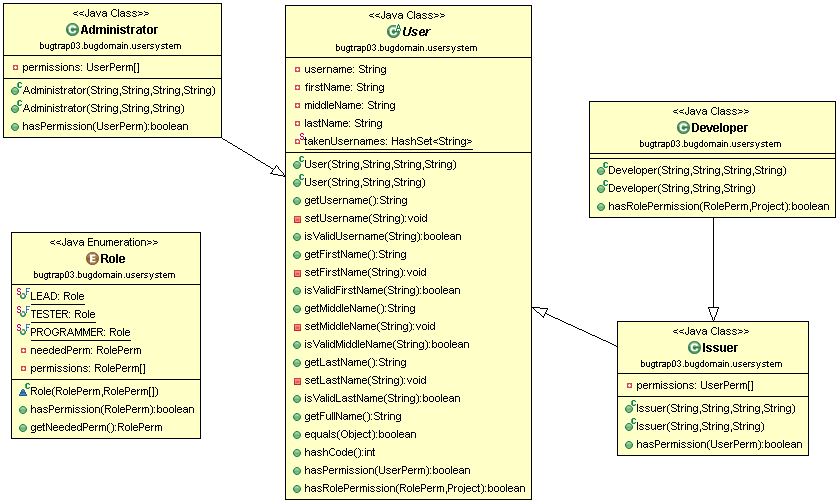 <<Java Class>>
Administrator
bugtrap03.bugdomain.usersystem
permissions: UserPerm[]
Administrator(String,String,String,String)
Administrator(String,String,String)
hasPermission(UserPerm):boolean
<<Java Class>>
User
bugtrap03.bugdomain.usersystem
username: String
firstName: String
middleName: String
lastName: String
takenUsernames: HashSet<String>
User(String,String,String,String)
User(String,String,String)
getUsername():String
setUsername(String):void
isValidUsername(String):boolean
getFirstName():String
setFirstName(String):void
isValidFirstName(String):boolean
getMiddleName():String
setMiddleName(String):void
isValidMiddleName(String):boolean
getLastName():String
setLastName(String):void
isValidLastName(String):boolean
getFullName():String
equals(Object):boolean
hashCode():int
hasPermission(UserPerm):boolean
hasRolePermission(RolePerm,Project):boolean
<<Java Class>>
Developer
bugtrap03.bugdomain.usersystem
Developer(String,String,String,String)
Developer(String,String,String)
hasRolePermission(RolePerm,Project):boolean
<<Java Enumeration>>
Role
bugtrap03.bugdomain.usersystem
LEAD: Role
TESTER: Role
PROGRAMMER: Role
neededPerm: RolePerm
permissions: RolePerm[]
Role(RolePerm,RolePerm[])
hasPermission(RolePerm):boolean
getNeededPerm():RolePerm
<<Java Class>>
Issuer
bugtrap03.bugdomain.usersystem
permissions: UserPerm[]
Issuer(String,String,String,String)
Issuer(String,String,String)
hasPermission(UserPerm):boolean